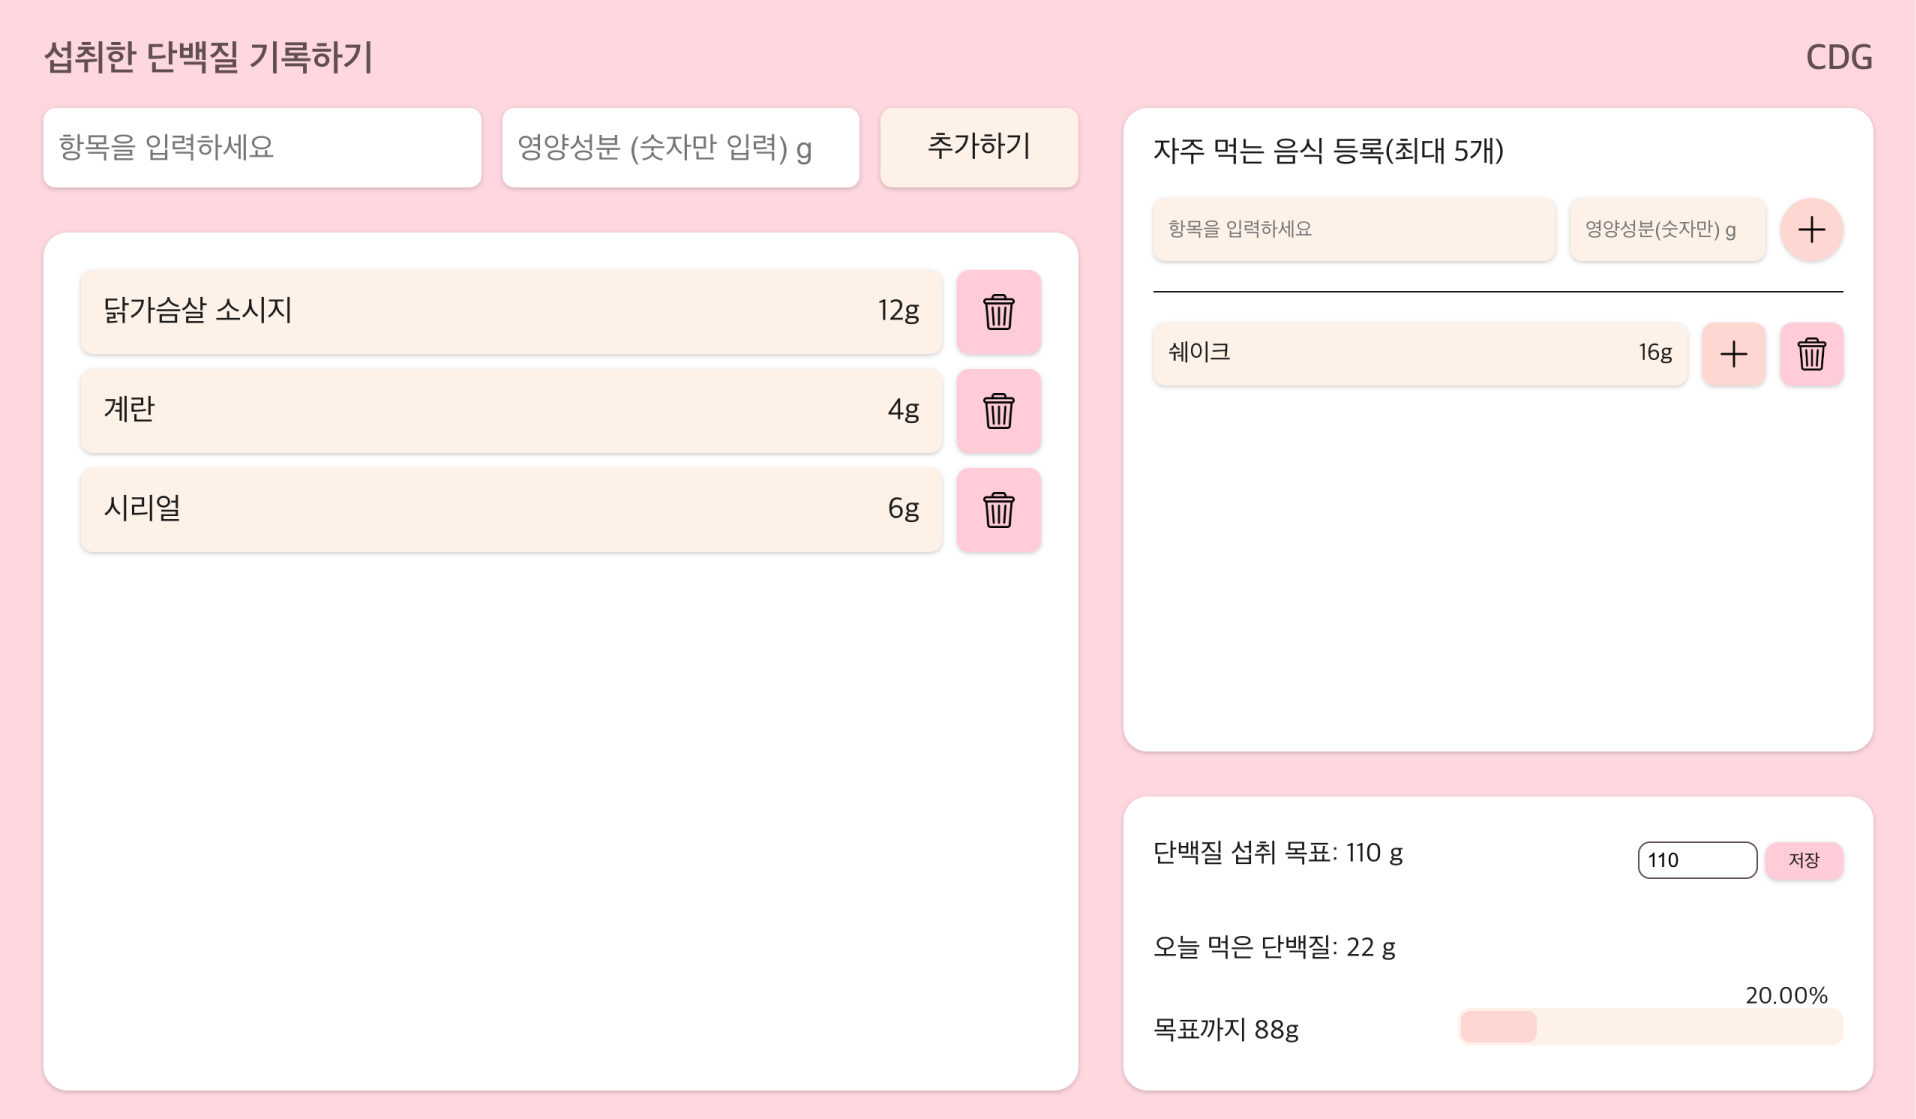 섭취한 단백질 기록하기
CDG
항목을 입력하세요
영양성분 (숫자만 입력) g
추가하기
닭가슴살 소시지 12g
계란 4g
시리얼 6g
자주 먹는 음식 등록(최대 5개)
항목을 입력하세요
영양성분(숫자만) g
쉐이크 16g
단백질 섭취 목표: 110 g
110
저장
오늘 먹은 단백질: 22 g
20.00%
목표까지 88g